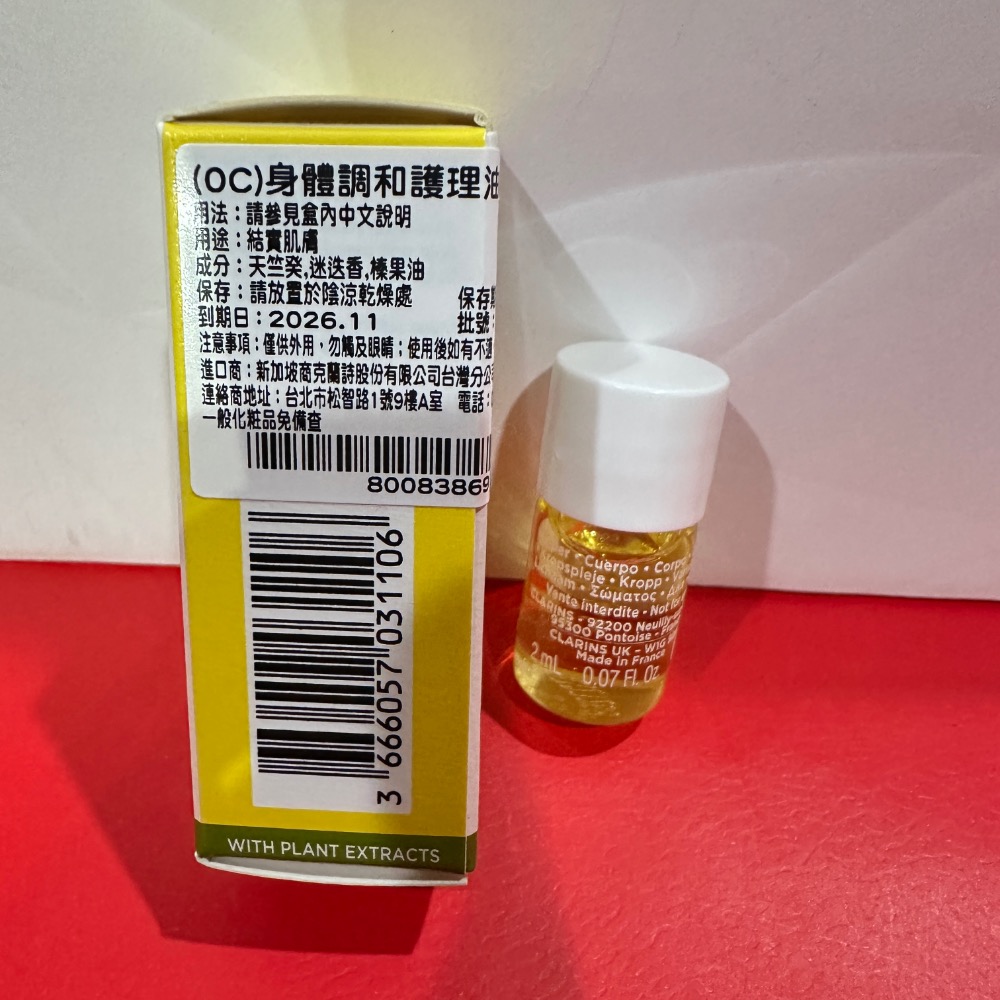 (OC)身體調和護理油
用法：請參見盒內中文說明
用途：結實肌膚
成分：天竺葵,迷迭香,榛果油
保存：請放置於陰涼乾燥處 保存
到期日：2026.11 批號：
注意事項：僅供外用，勿觸及眼睛；使用後如有不適
進口商：新加坡商克蘭詩股份有限公司台灣分公
連絡商地址：台北市松智路1號9樓A室 電話：
一般化粧品免備查
80083869
3 666057 031106
WITH PLANT EXTRACTS
• Cuerpo • Corpo
• Kropp •
• Σώματος •
Vente interdite • Not
CLARINS - 92200 Neuilly
95300 Pontoise -
CLARINS UK - W1G
Made in France
2 mL - 0.07 Fl. Oz